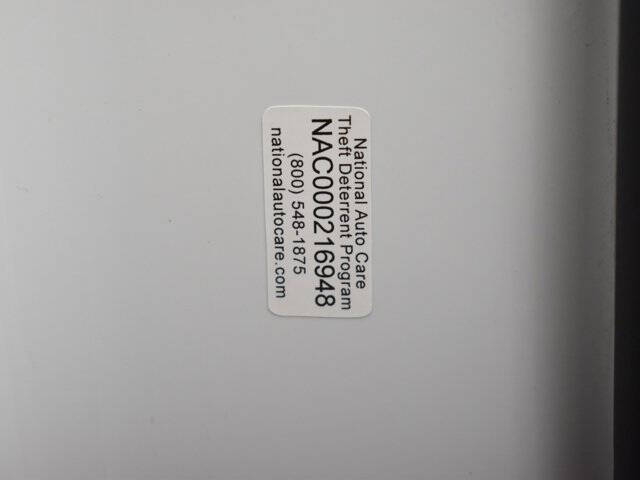 National Auto Care
Theft Deterrent Program
NAC000216948
(800) 548-1875
nationalautocare.com